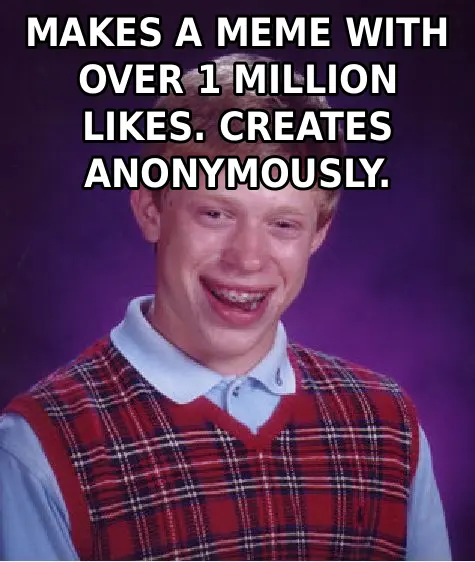 MAKES A MEME WITH
OVER 1 MILLION
LIKES. CREATES
ANONYMOUSLY.